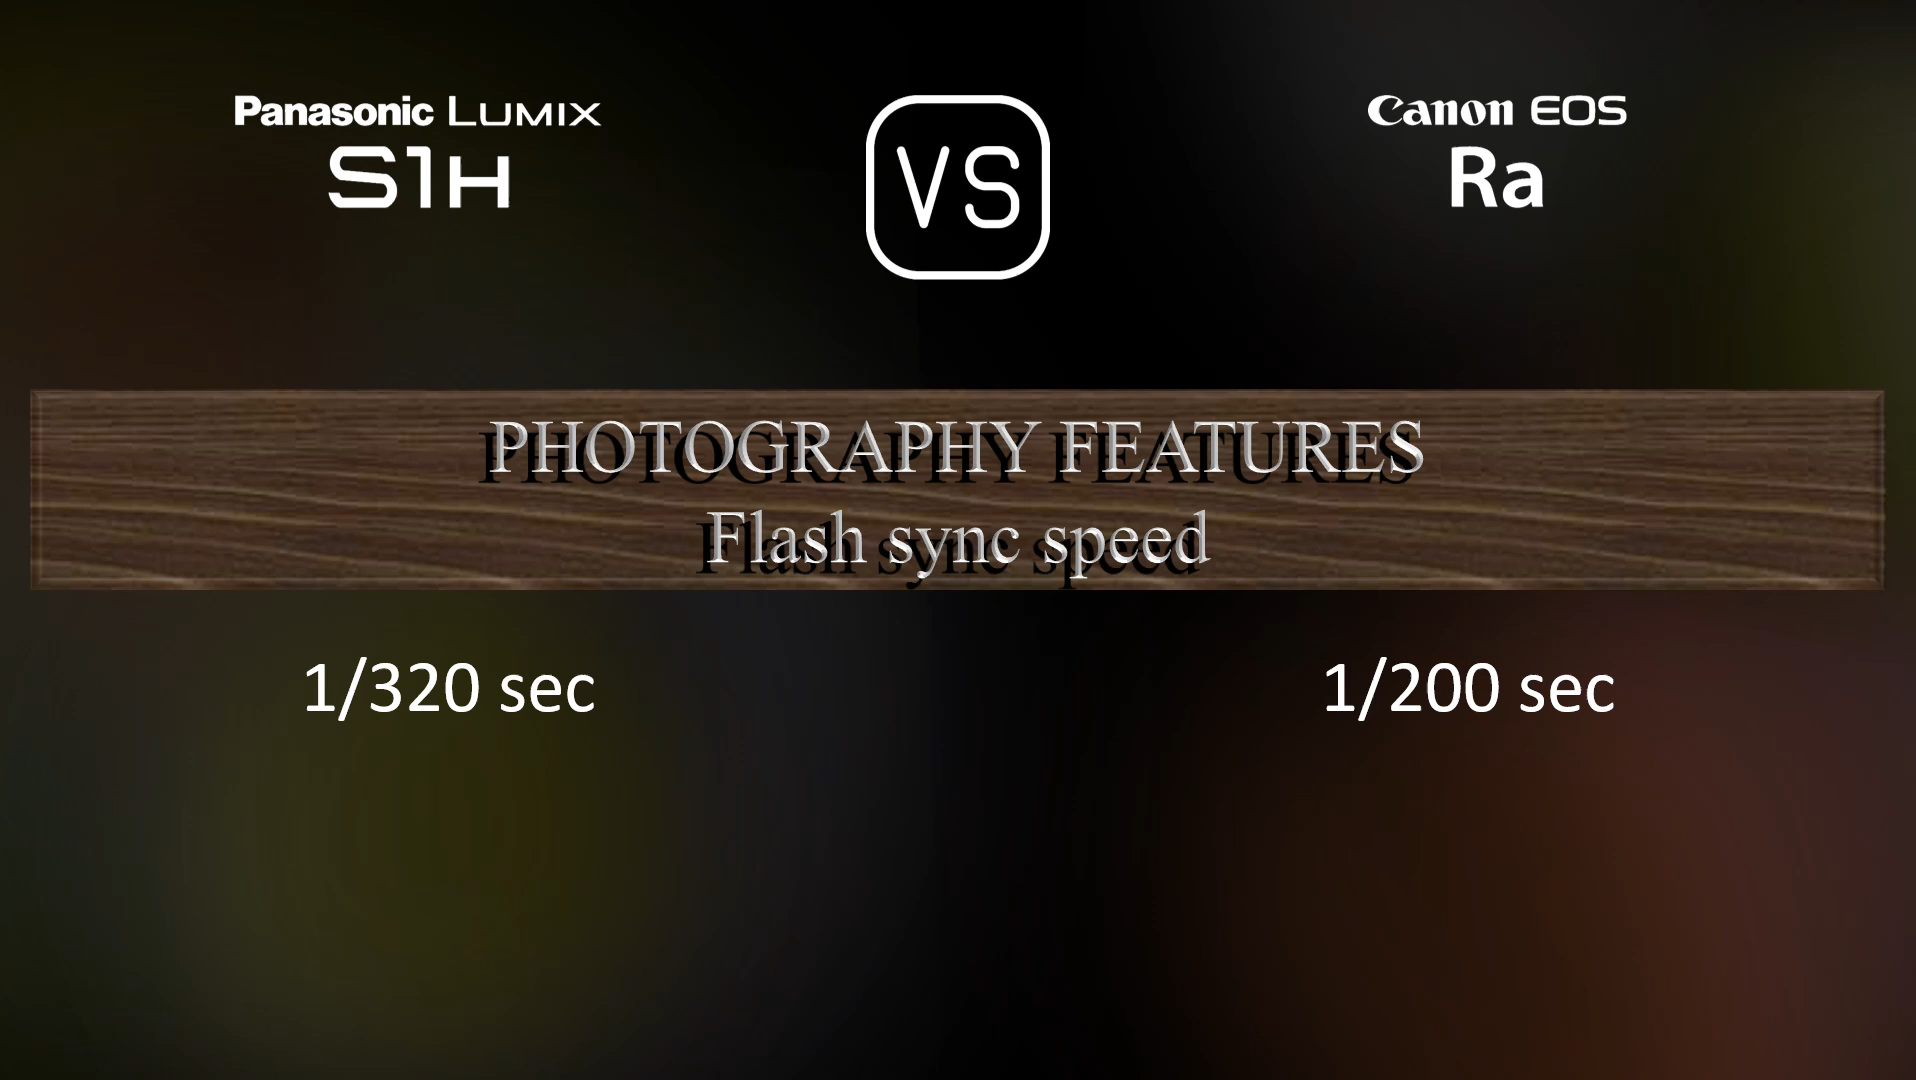 Panasonic LUMIX
S1H
VS
Canon EOS
Ra
PHOTOGRAPHY FEATURES
Flash sync speed
1/320 sec
1/200 sec